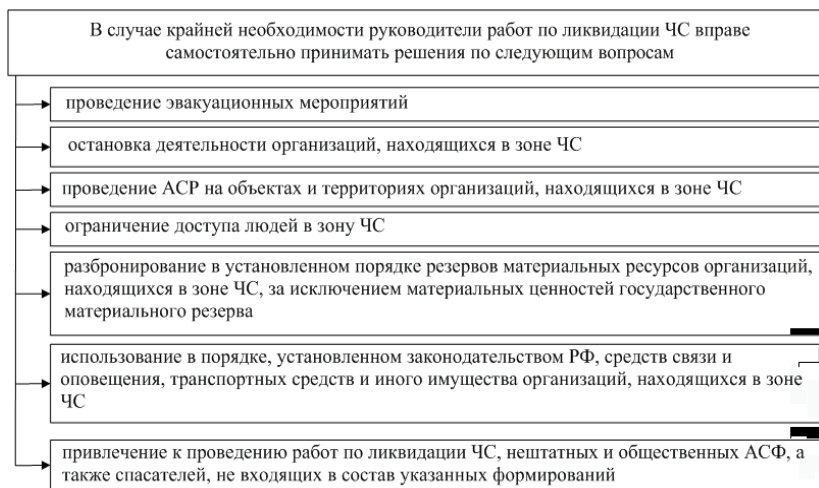 В случае крайней необходимости руководители работ по ликвидации ЧС вправе
самостоятельно принимать решения по следующим вопросам
проведение эвакуационных мероприятий
остановка деятельности организаций, находящихся в зоне ЧС
проведение АСР на объектах и территориях организаций, находящихся в зоне ЧС
ограничение доступа людей в зону ЧС
разбронирование в установленном порядке резервов материальных ресурсов организаций,
находящихся в зоне ЧС, за исключением материальных ценностей государственного
материального резерва
использование в порядке, установленном законодательством РФ, средств связи и
оповещения, транспортных средств и иного имущества организаций, находящихся в зоне
ЧС
привлечение к проведению работ по ликвидации ЧС, нештатных и общественных АСФ, а
также спасателей, не входящих в состав указанных формирований